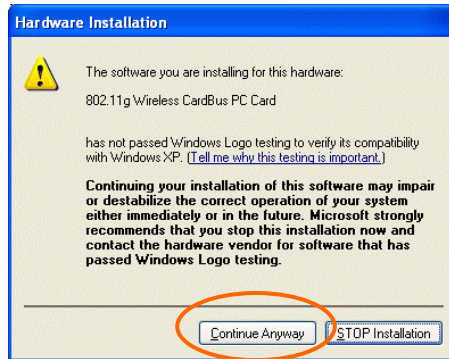 Hardware Installation
The software you are installing for this hardware:
802.11g Wireless CardBus PC Card
has not passed Windows Logo testing to verify its compatibility
with Windows XP. (Tell me why this testing is important.)
Continuing your installation of this software may impair
or destabilize the correct operation of your system
either immediately or in the future. Microsoft strongly
recommends that you stop this installation now and
contact the hardware vendor for software that has
passed Windows Logo testing.
Continue Anyway STOP Installation